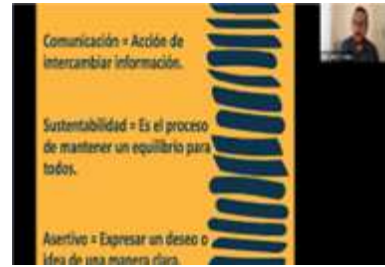 Comunicación = Acción de
intercambiar información.
Sustentabilidad = Es el proceso
de mantener un equilibrio para
todos.
Asertivo = Expresar un deseo o
idea de una manera clara.